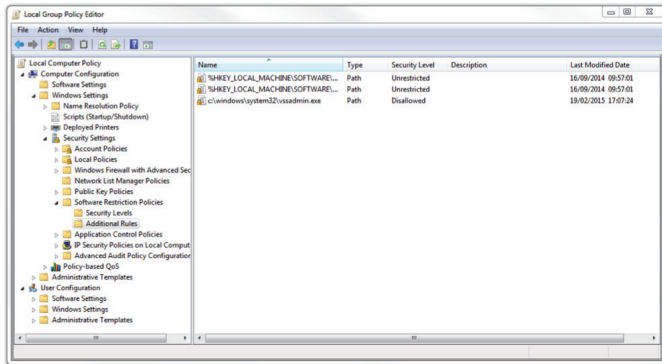 Local Group Policy Editor
File Action View Help
Local Computer Policy
Computer Configuration
Software Settings
Windows Settings
Name Resolution Policy
Scripts (Startup/Shutdown)
Deployed Printers
Security Settings
Account Policies
Local Policies
Windows Firewall with Advanced Sec
Network List Manager Policies
Public Key Policies
Software Restriction Policies
Security Levels
Additional Rules
Application Control Policies
IP Security Policies on Local Comput
Advanced Audit Policy Configuration
Policy-based QoS
Administrative Templates
User Configuration
Software Settings
Windows Settings
Administrative Templates
Name Type Security Level Description Last Modified Date
%HKEY_LOCAL_MACHINE\SOFTWARE\... Path Unrestricted 16/09/2014 09:57:01
%HKEY_LOCAL_MACHINE\SOFTWARE\... Path Unrestricted 16/09/2014 09:57:01
c:\windows\system32\vssadmin.exe Path Disallowed 19/02/2015 17:07:24